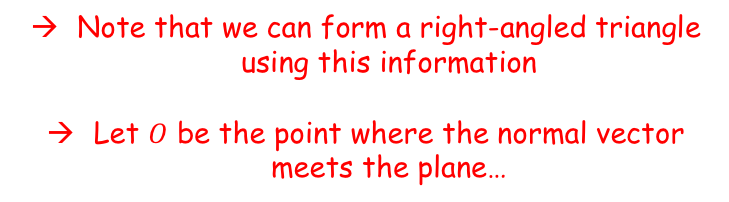 → Note that we can form a right-angled triangle
using this information
→ Let O be the point where the normal vector
meets the plane…